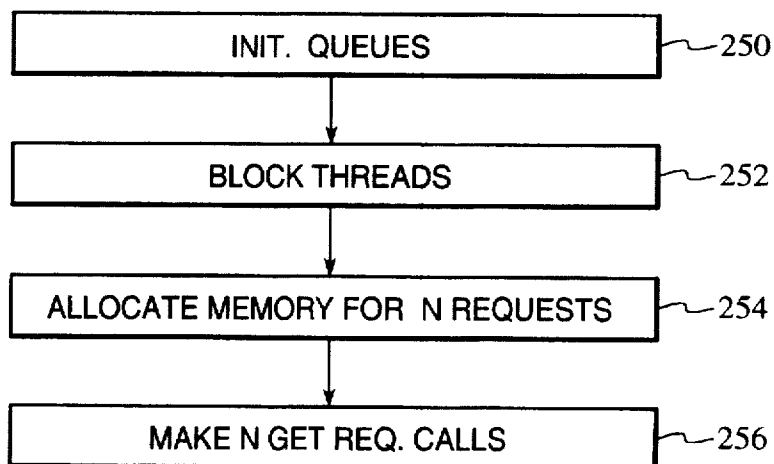 INIT. QUEUES 250
BLOCK THREADS 252
ALLOCATE MEMORY FOR N REQUESTS 254
MAKE N GET REQ. CALLS 256